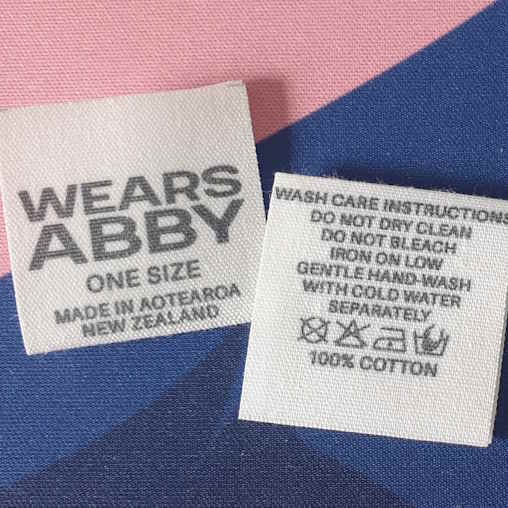 WEARS
ABBY
ONE SIZE
MADE IN AOTEAROA
NEW ZEALAND
WASH CARE INSTRUCTIONS
DO NOT DRY CLEAN
DO NOT BLEACH
IRON ON LOW
GENTLE HAND-WASH
WITH COLD WATER
SEPARATELY
100% COTTON